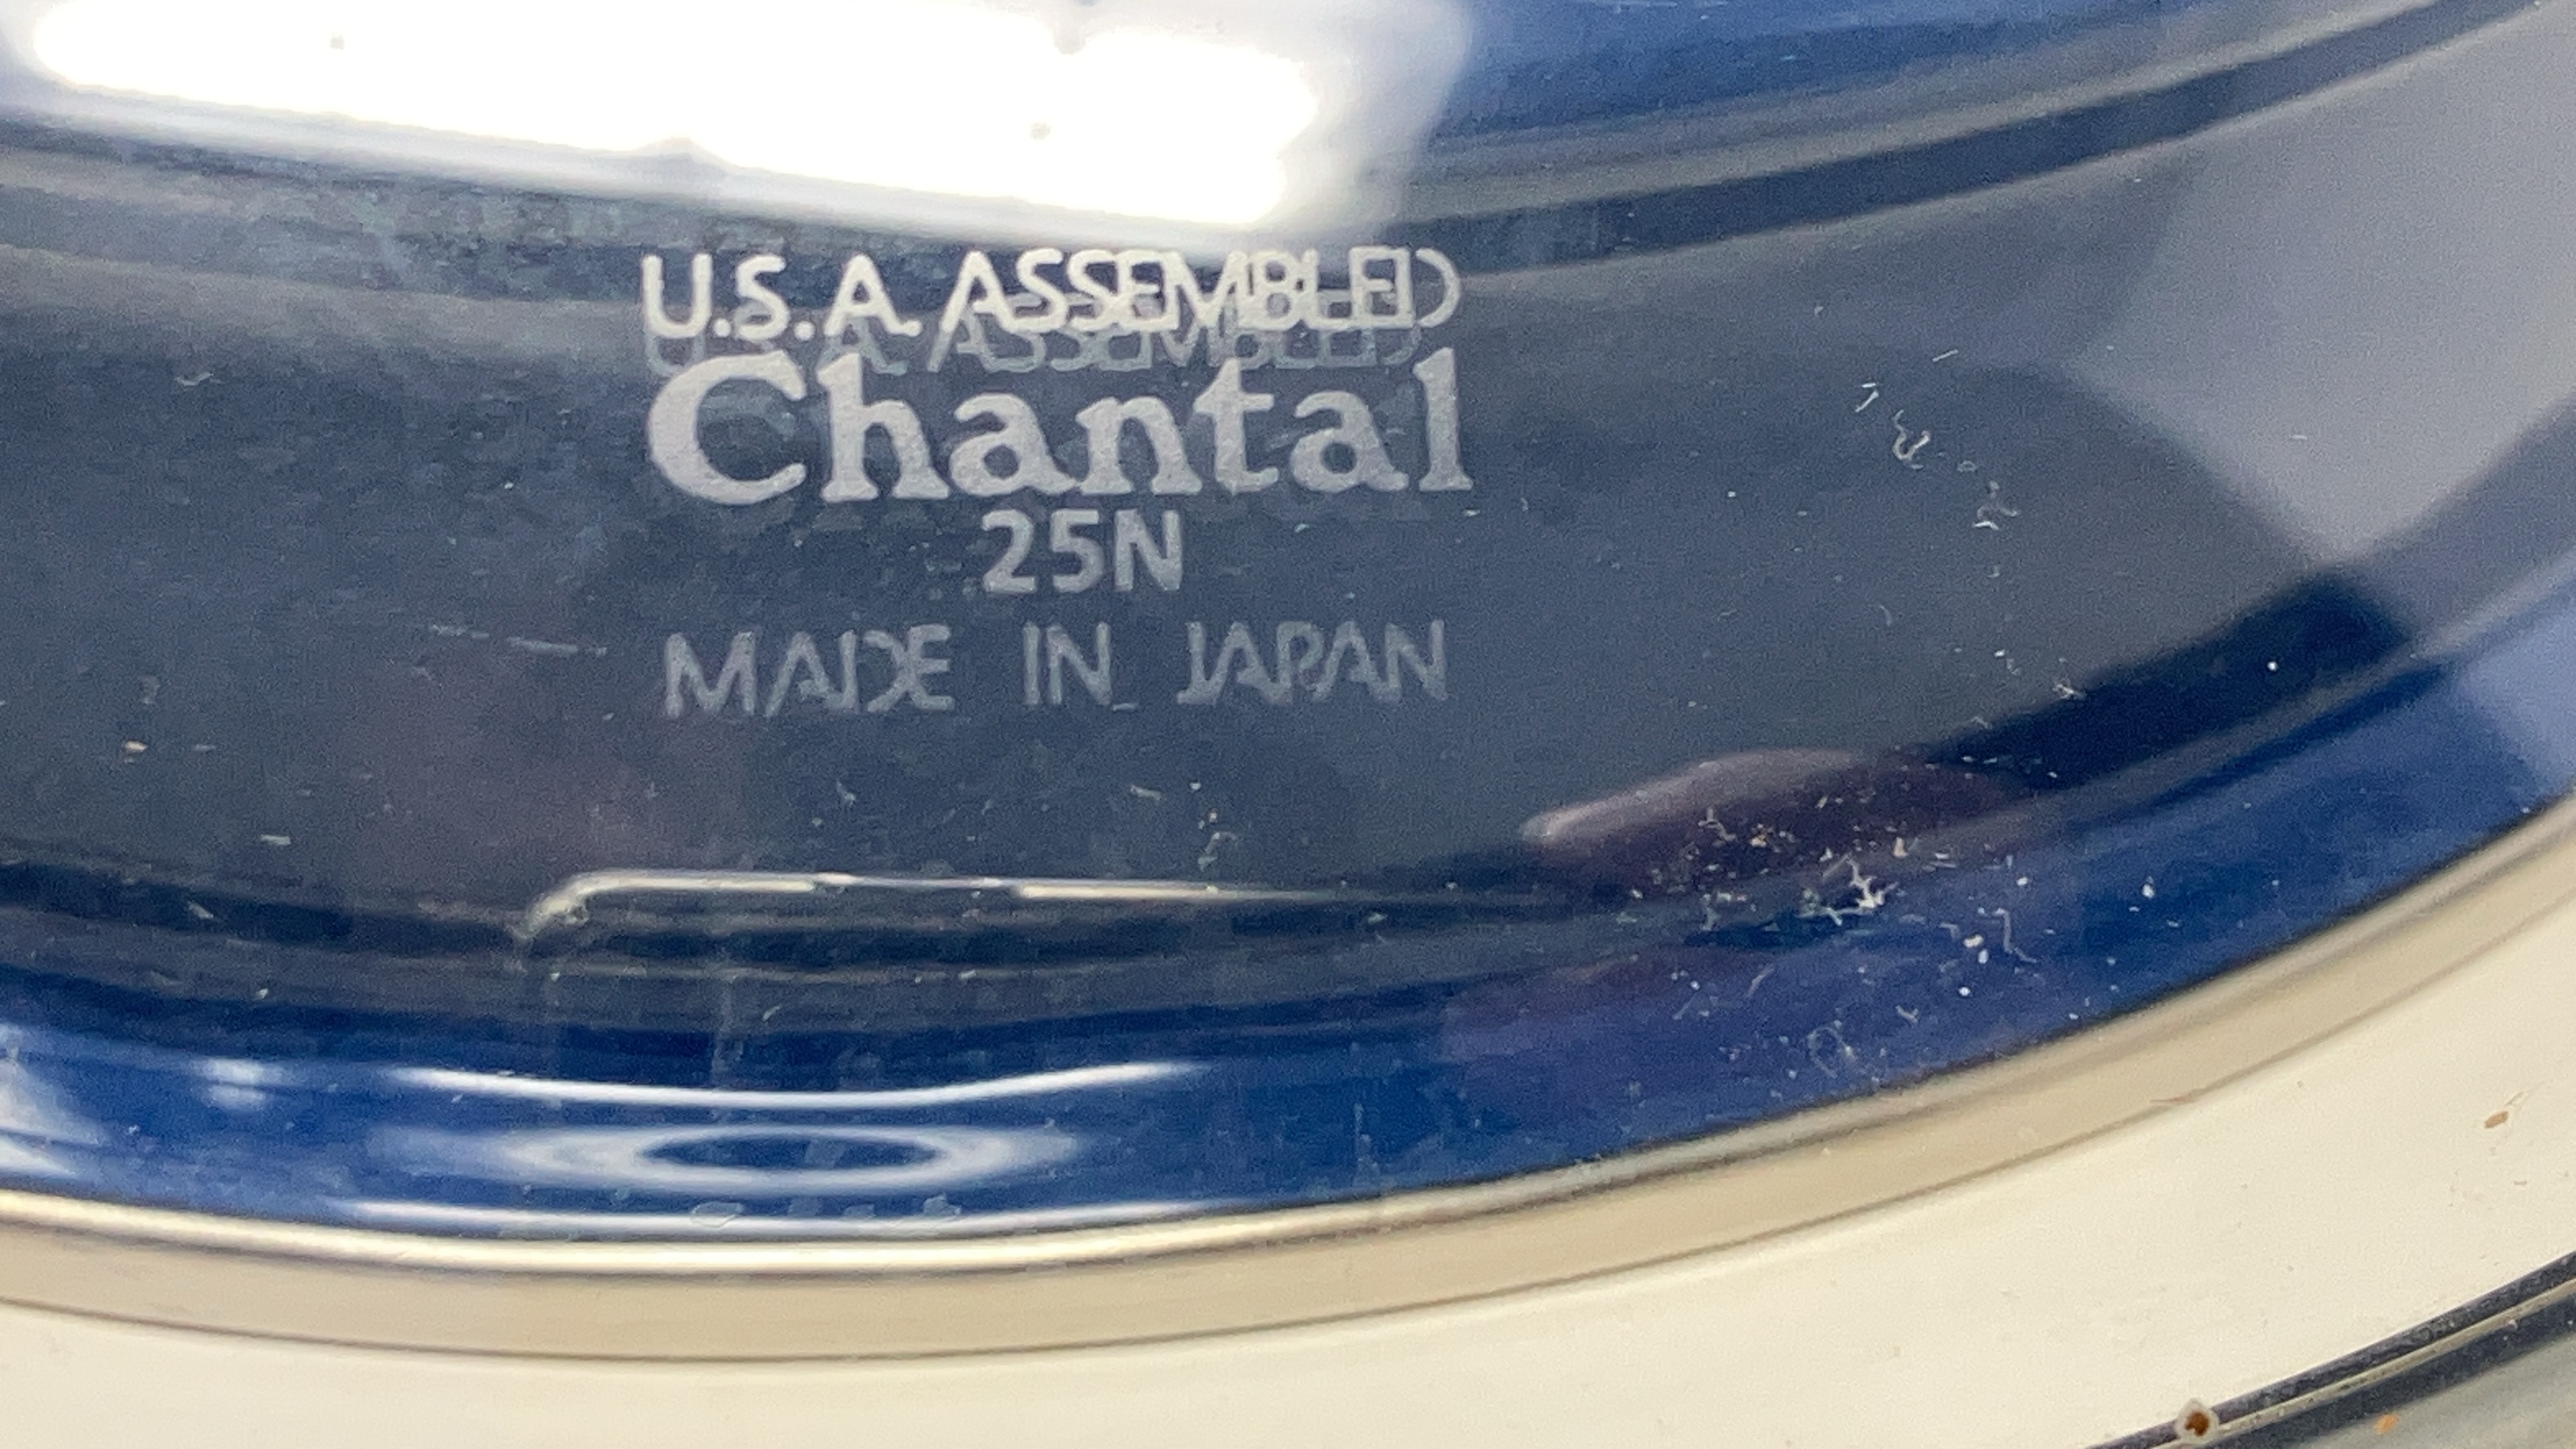 U.S.A. ASSEMBLED
Chantal
25N
MADE IN JAPAN